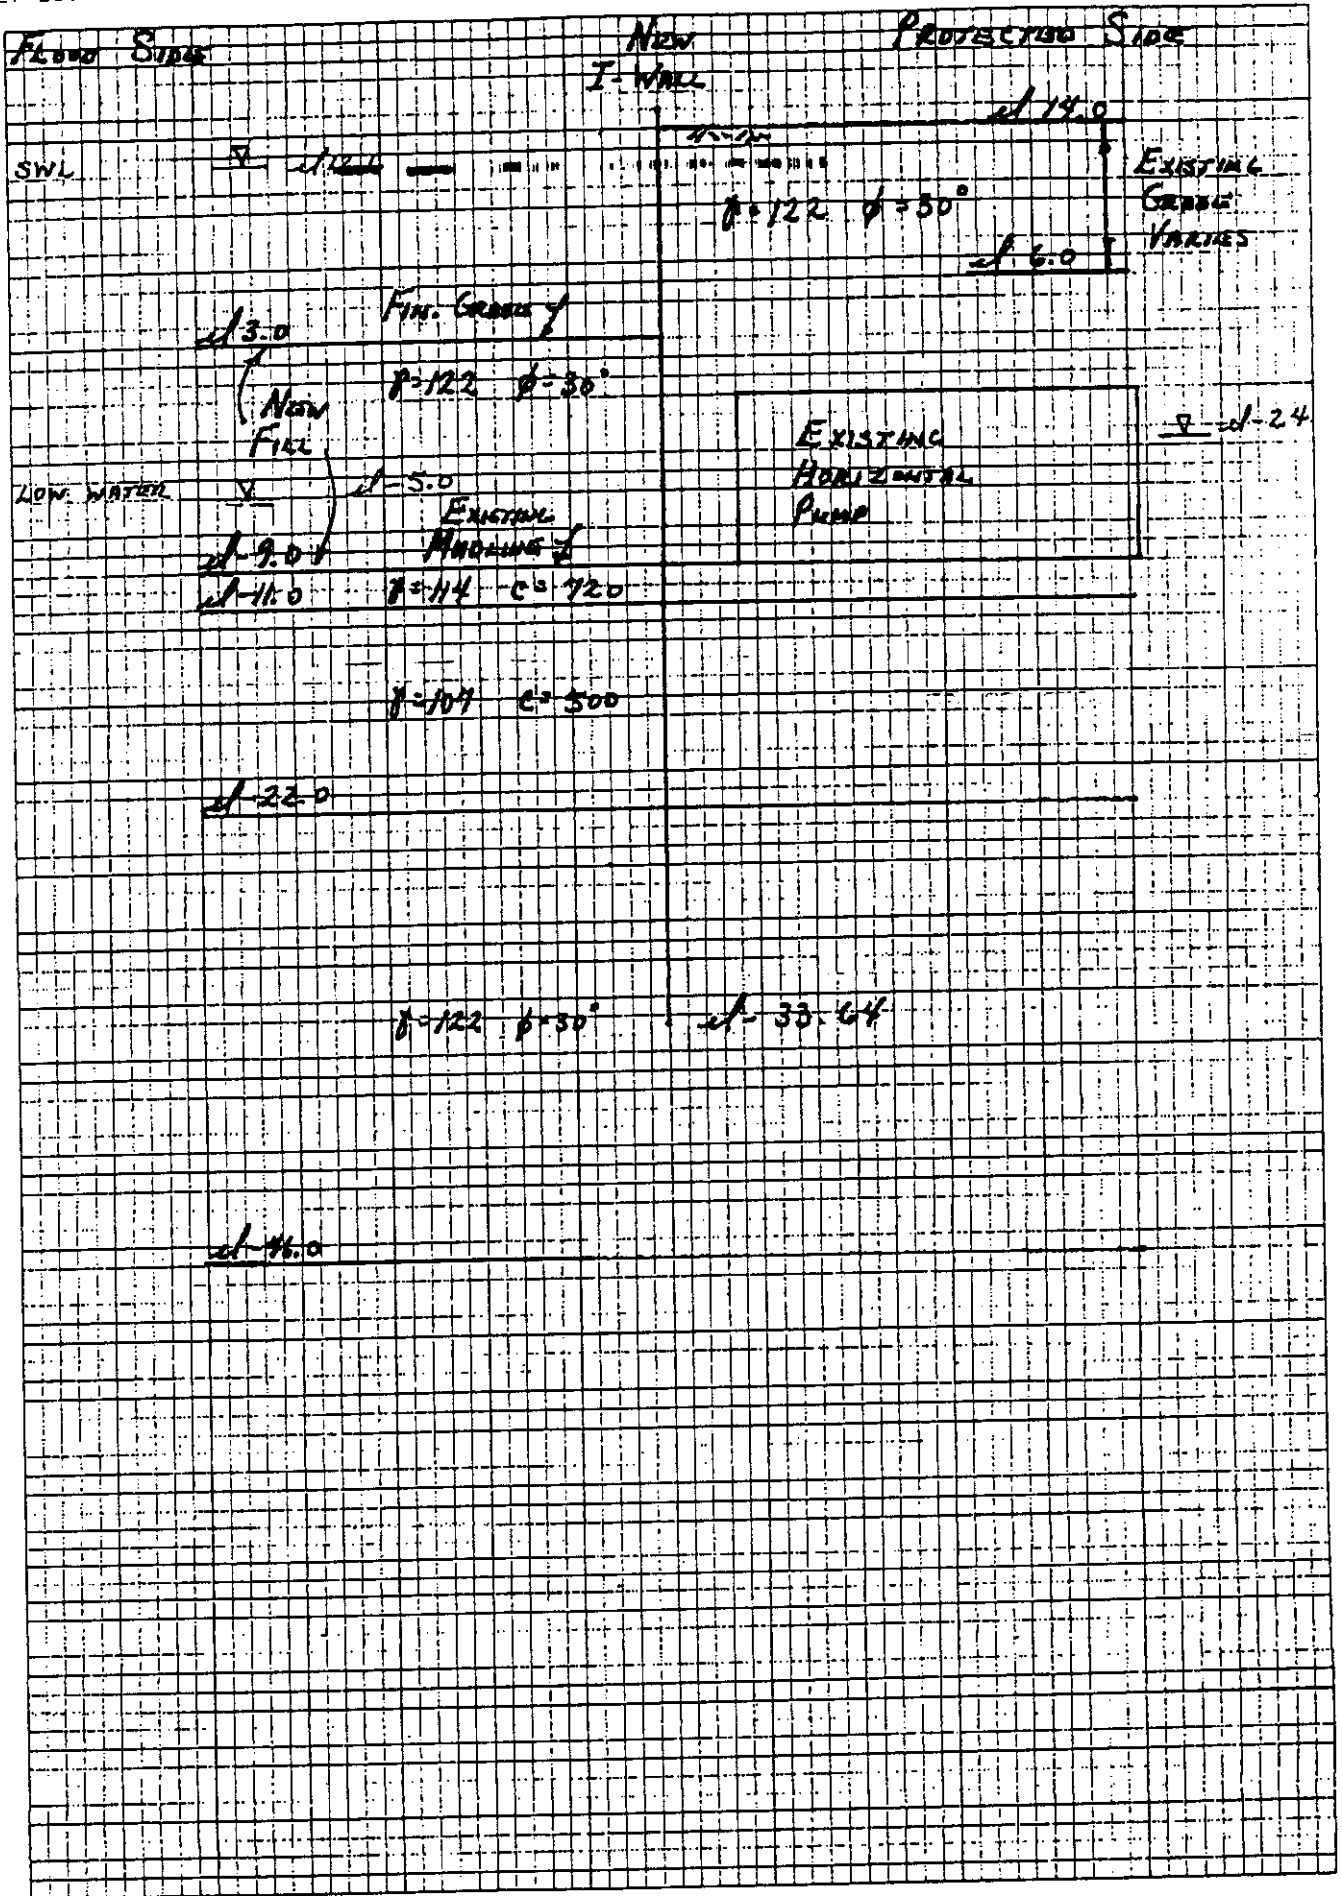 FLOOD SIDE
NEW
I-WALL
PROTECTED SIDE
el 14.0
SWL
EXISTING
GRADE
VARIES
γ=122 φ=30°
el 6.0
FIN. GRADE
el 3.0
γ=122 φ=30°
NEW
FILL
EXISTING
HORIZONTAL
PUMP
el-2.4
LOW WATER
el-5.0
EXISTING
MUDLINE
el-9.0
el-11.0
γ=114 c=720
γ=107 c=500
el-22.0
γ=122 φ=30°
el-33.64
el-46.0